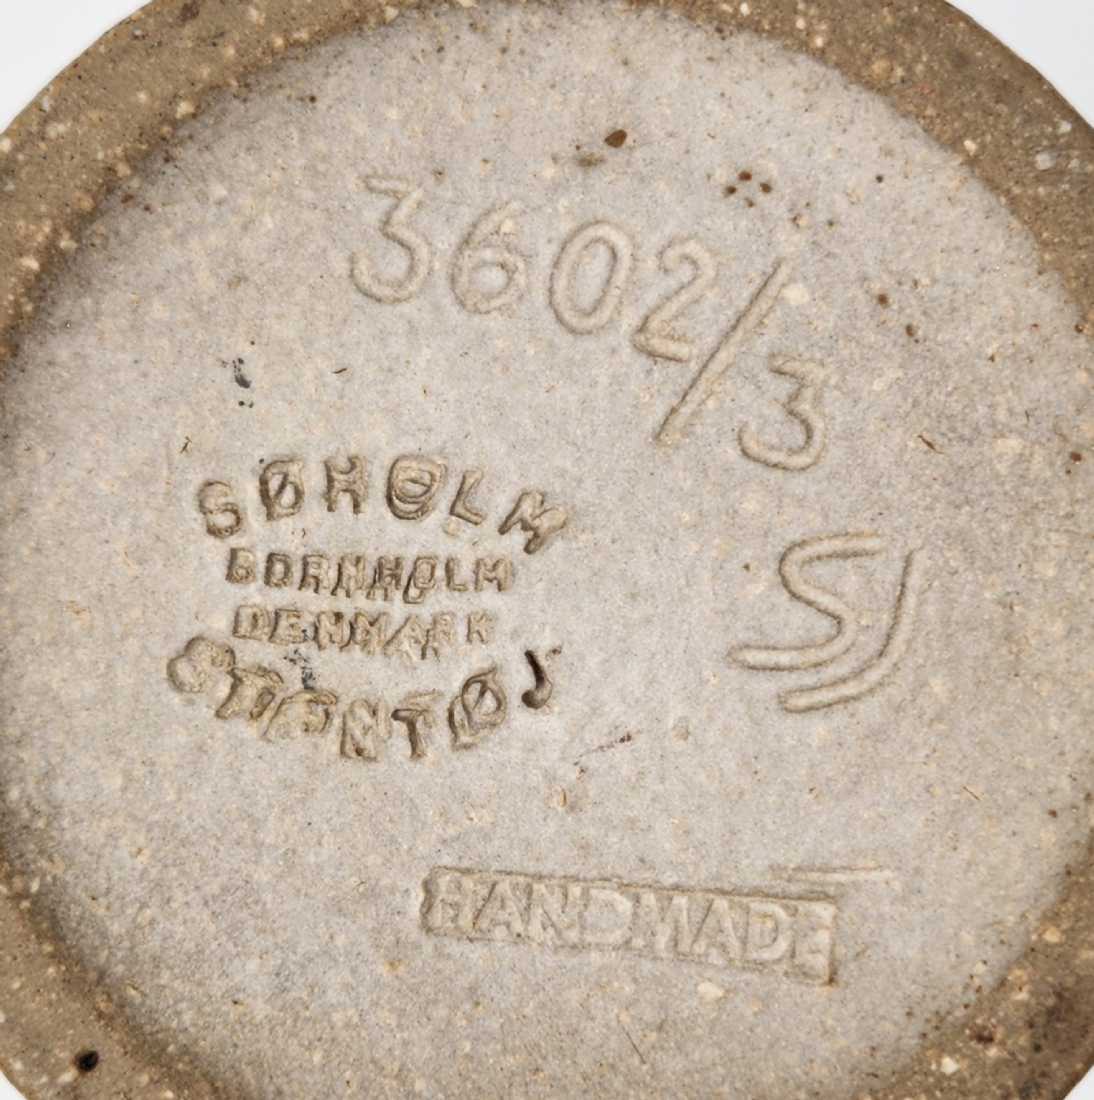 3602/3
SØHOLM
BORNHOLM
DENMARK
STENTØJ
SJ
HANDMADE